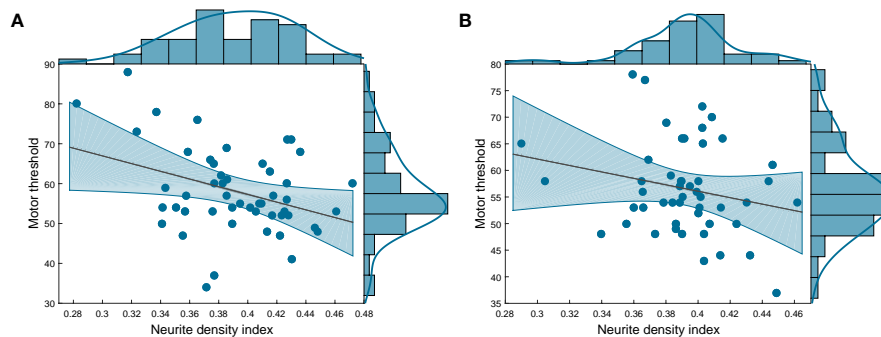 A
B
Motor threshold
90
80
70
60
50
40
30
0.28 0.3 0.32 0.34 0.36 0.38 0.4 0.42 0.44 0.46 0.48
Neurite density index
Motor threshold
80
75
70
65
60
55
50
45
40
35
0.28 0.3 0.32 0.34 0.36 0.38 0.4 0.42 0.44 0.46
Neurite density index